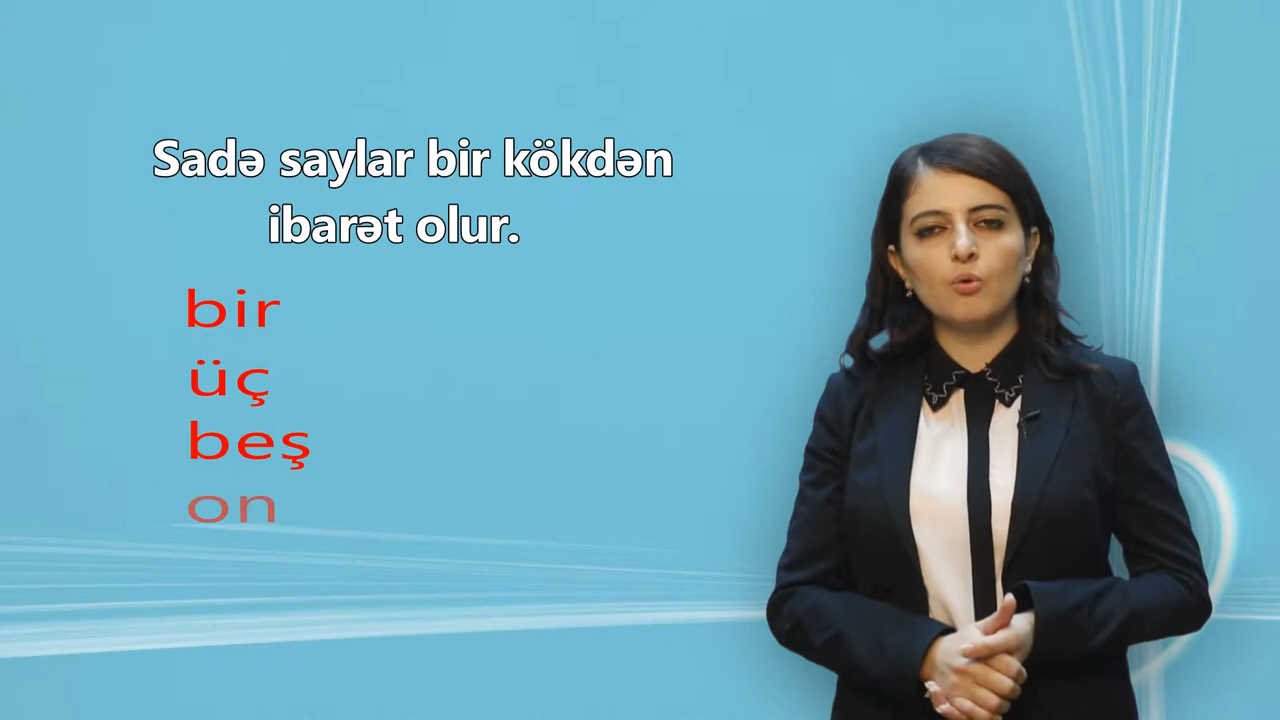 Sadə saylar bir kökdən
ibarət olur.
bir
üç
beş
on